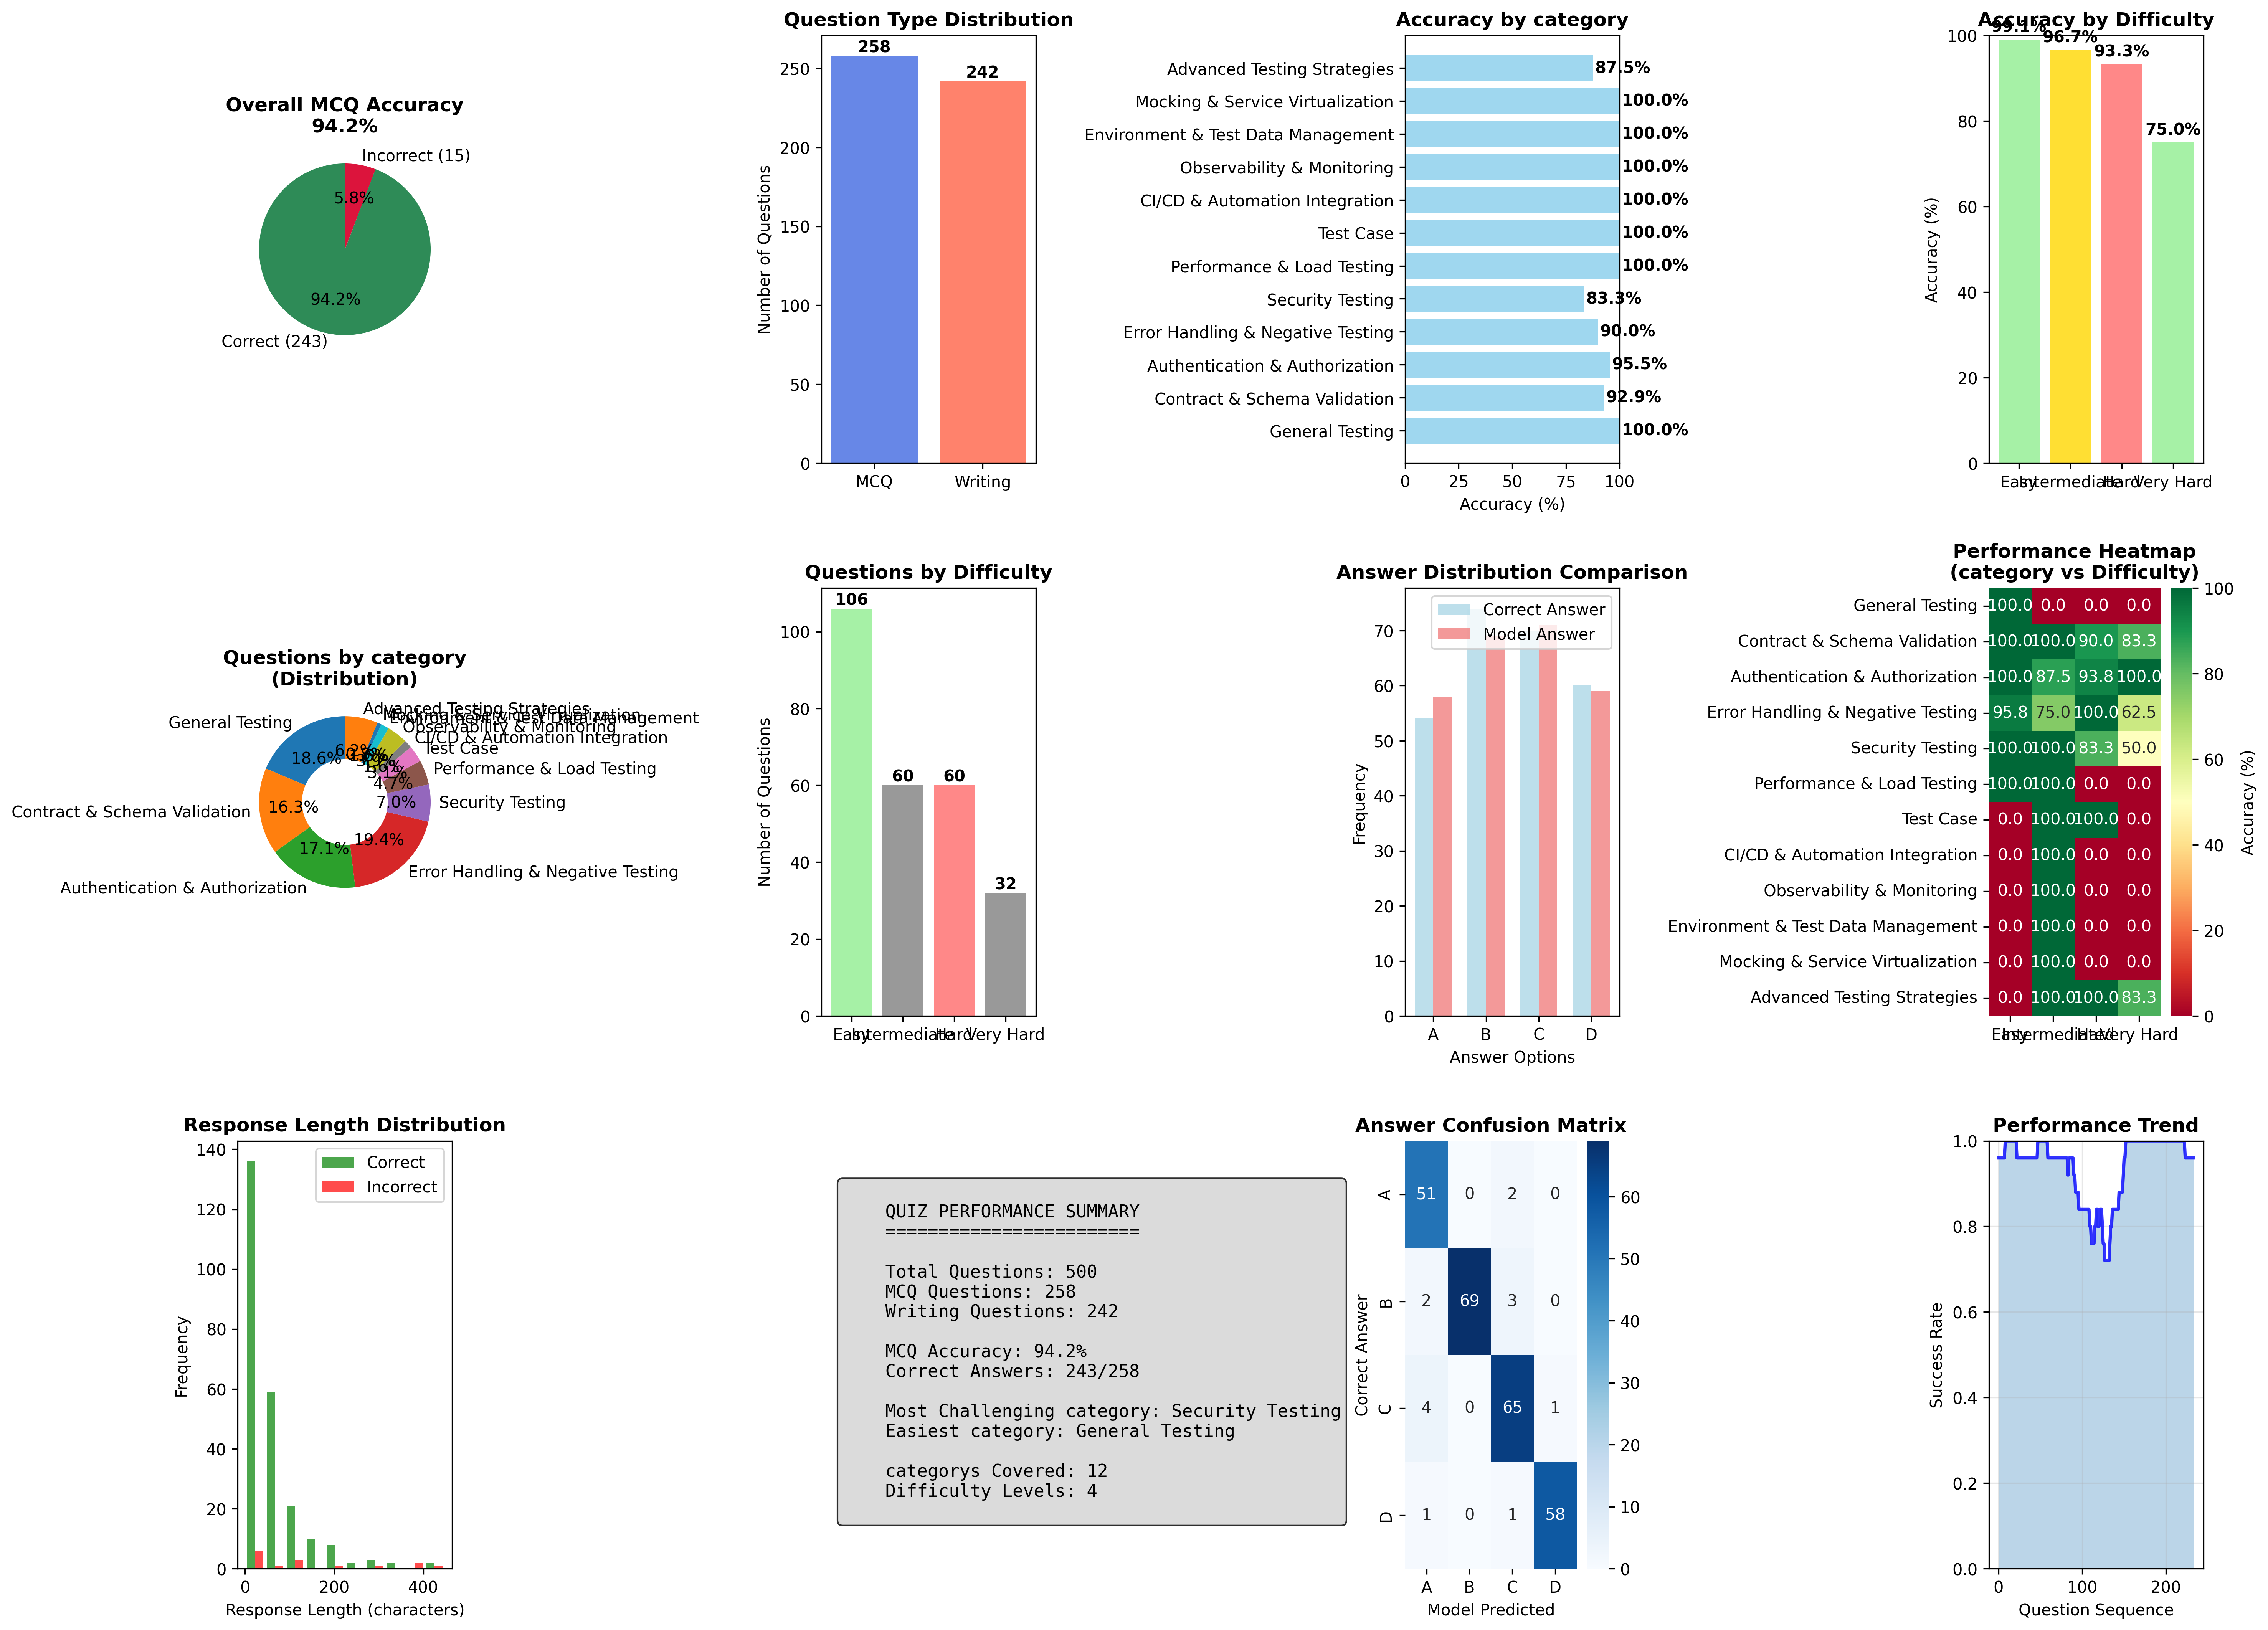 Overall MCQ Accuracy
94.2%
Incorrect (15)
5.8%
94.2%
Correct (243)
Question Type Distribution
258
242
250
200
150
100
50
0
Number of Questions
MCQ
Writing
Accuracy by category
Advanced Testing Strategies
87.5%
Mocking & Service Virtualization
100.0%
Environment & Test Data Management
100.0%
Observability & Monitoring
100.0%
CI/CD & Automation Integration
100.0%
Test Case
100.0%
Performance & Load Testing
100.0%
Security Testing
83.3%
Error Handling & Negative Testing
90.0%
Authentication & Authorization
95.5%
Contract & Schema Validation
92.9%
General Testing
100.0%
0 25 50 75 100
Accuracy (%)
Accuracy by Difficulty
99.1%
96.7%
93.3%
75.0%
100
80
60
40
20
0
Accuracy (%)
Easy Intermediate Hard Very Hard
Questions by category
(Distribution)
General Testing
18.6%
Contract & Schema Validation
16.3%
Authentication & Authorization
17.1%
Error Handling & Negative Testing
19.4%
Security Testing
7.0%
Performance & Load Testing
4.7%
Test Case
3.1%
CI/CD & Automation Integration
1.6%
Observability & Monitoring
Environment & Test Data Management
Mocking & Service Virtualization
Advanced Testing Strategies
6.2%
Questions by Difficulty
106
60
60
32
100
80
60
40
20
0
Number of Questions
Easy Intermediate Hard Very Hard
Answer Distribution Comparison
Correct Answer
Model Answer
70
60
50
40
30
20
10
0
Frequency
A B C D
Answer Options
Performance Heatmap
(category vs Difficulty)
General Testing 100.0 0.0 0.0 0.0
Contract & Schema Validation 100.0 100.0 90.0 83.3
Authentication & Authorization 100.0 87.5 93.8 100.0
Error Handling & Negative Testing 95.8 75.0 100.0 62.5
Security Testing 100.0 100.0 83.3 50.0
Performance & Load Testing 100.0 100.0 0.0 0.0
Test Case 0.0 100.0 100.0 0.0
CI/CD & Automation Integration 0.0 100.0 0.0 0.0
Observability & Monitoring 0.0 100.0 0.0 0.0
Environment & Test Data Management 0.0 100.0 0.0 0.0
Mocking & Service Virtualization 0.0 100.0 0.0 0.0
Advanced Testing Strategies 0.0 100.0 100.0 83.3
Easy Intermediate Hard Very Hard
100
80
60
40
20
0
Accuracy (%)
Response Length Distribution
Correct
Incorrect
140
120
100
80
60
40
20
0
Frequency
0 200 400
Response Length (characters)
QUIZ PERFORMANCE SUMMARY
========================
Total Questions: 500
MCQ Questions: 258
Writing Questions: 242
MCQ Accuracy: 94.2%
Correct Answers: 243/258
Most Challenging category: Security Testing
Easiest category: General Testing
categorys Covered: 12
Difficulty Levels: 4
Answer Confusion Matrix
Correct Answer
A 51 0 2 0
B 2 69 3 0
C 4 0 65 1
D 1 0 1 58
A B C D
Model Predicted
60
50
40
30
20
10
0
Performance Trend
1.0
0.8
0.6
0.4
0.2
0.0
Success Rate
0 100 200
Question Sequence